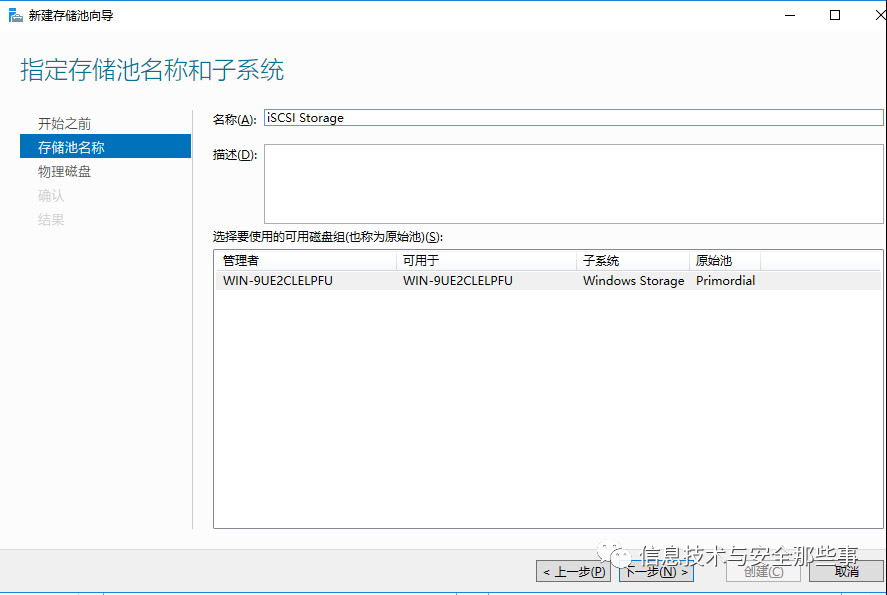 新建存储池向导
指定存储池名称和子系统
开始之前
存储池名称
物理磁盘
确认
结果
名称(A): iSCSI Storage
描述(D):
选择要使用的可用磁盘组(也称为原始池)(S):
管理者 可用于 子系统 原始池
WIN-9UE2CLELPFU WIN-9UE2CLELPFU Windows Storage Primordial
信息技术与安全那些事
< 上一步(P) 下一步(N) > 创建(C) 取消